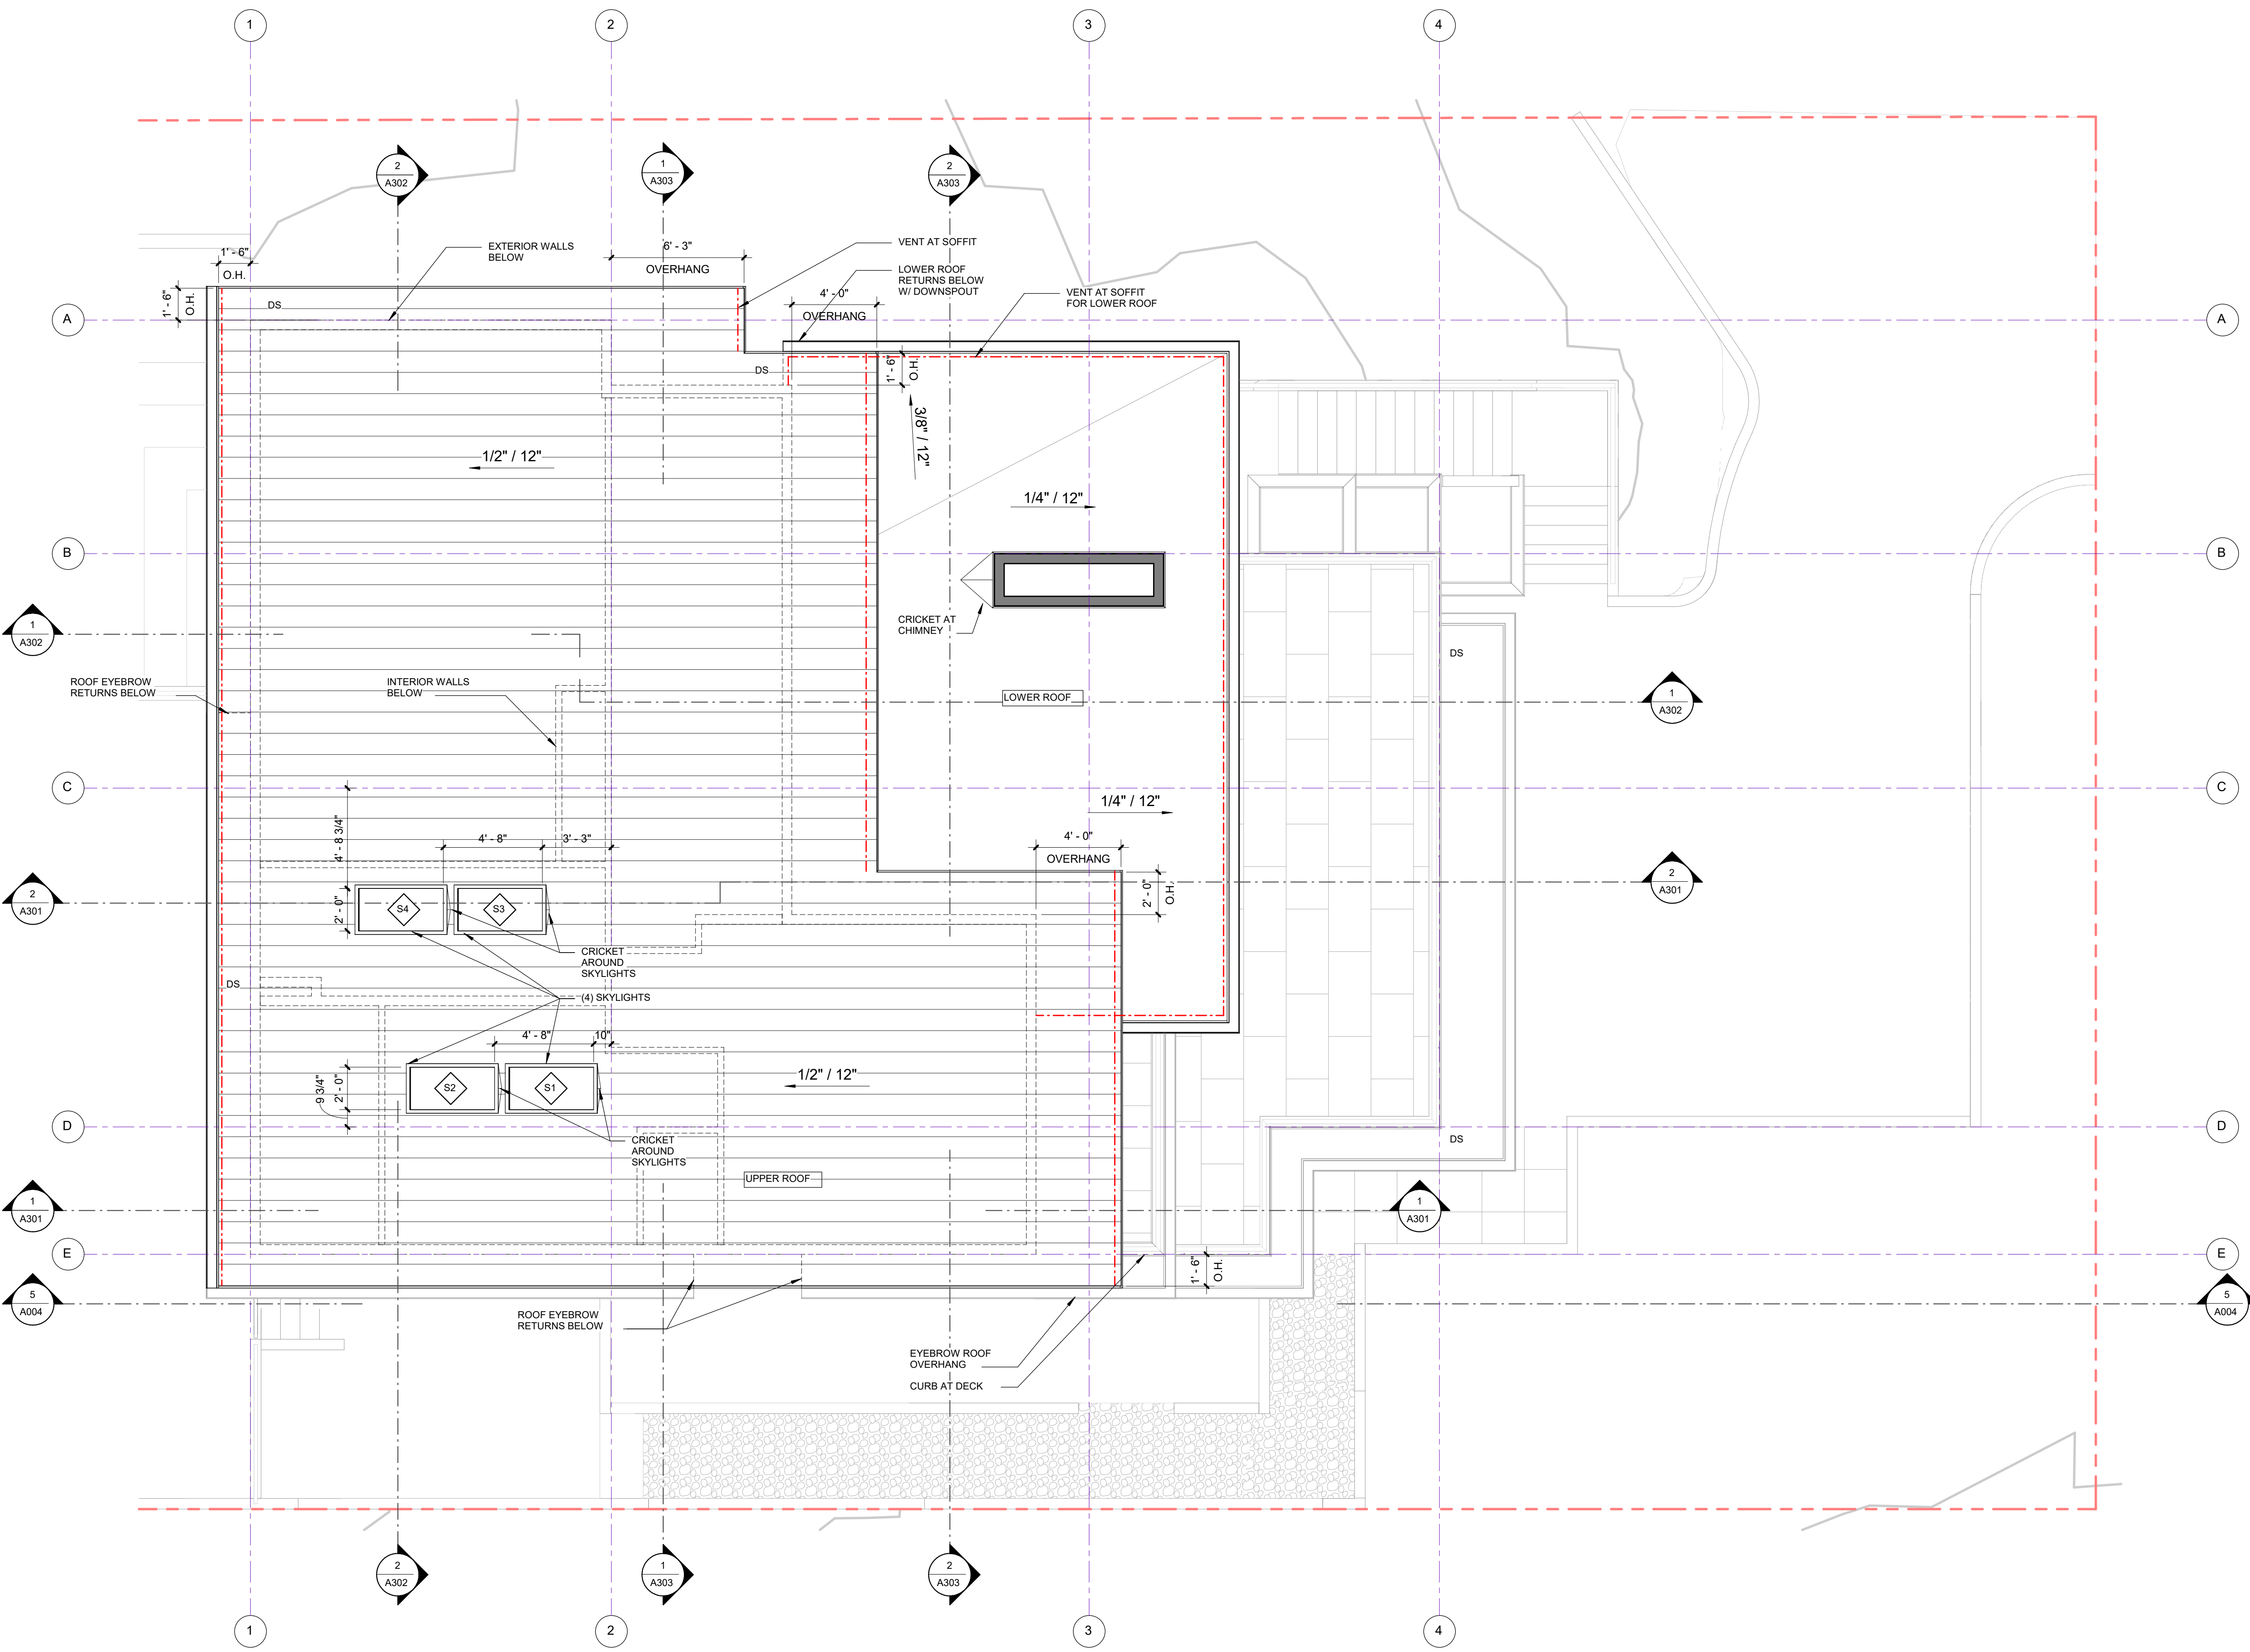 1
2
3
4
2
A302
1
A303
2
A303
1' - 6"
O.H.
EXTERIOR WALLS
BELOW
6' - 3"
OVERHANG
VENT AT SOFFIT
LOWER ROOF
RETURNS BELOW
W/ DOWNSPOUT
VENT AT SOFFIT
FOR LOWER ROOF
4' - 0"
OVERHANG
1' - 6"
O.H.
DS
A
A
DS
1' - 6"
O.H.
3/8" / 12"
1/2" / 12"
1/4" / 12"
B
B
CRICKET AT
CHIMNEY
1
A302
DS
ROOF EYEBROW
RETURNS BELOW
INTERIOR WALLS
BELOW
LOWER ROOF
1
A302
C
C
1/4" / 12"
4' - 8 3/4"
4' - 8"
3' - 3"
4' - 0"
OVERHANG
2
A301
2' - 0"
S4
S3
2' - 0"
O.H.
2
A301
CRICKET
AROUND
SKYLIGHTS
DS
(4) SKYLIGHTS
4' - 8"
10"
9 3/4"
2' - 0"
S2
S1
1/2" / 12"
D
D
CRICKET
AROUND
SKYLIGHTS
DS
UPPER ROOF
1
A301
1
A301
E
E
1' - 6"
O.H.
5
A004
5
A004
ROOF EYEBROW
RETURNS BELOW
EYEBROW ROOF
OVERHANG
CURB AT DECK
2
A302
1
A303
2
A303
1
2
3
4